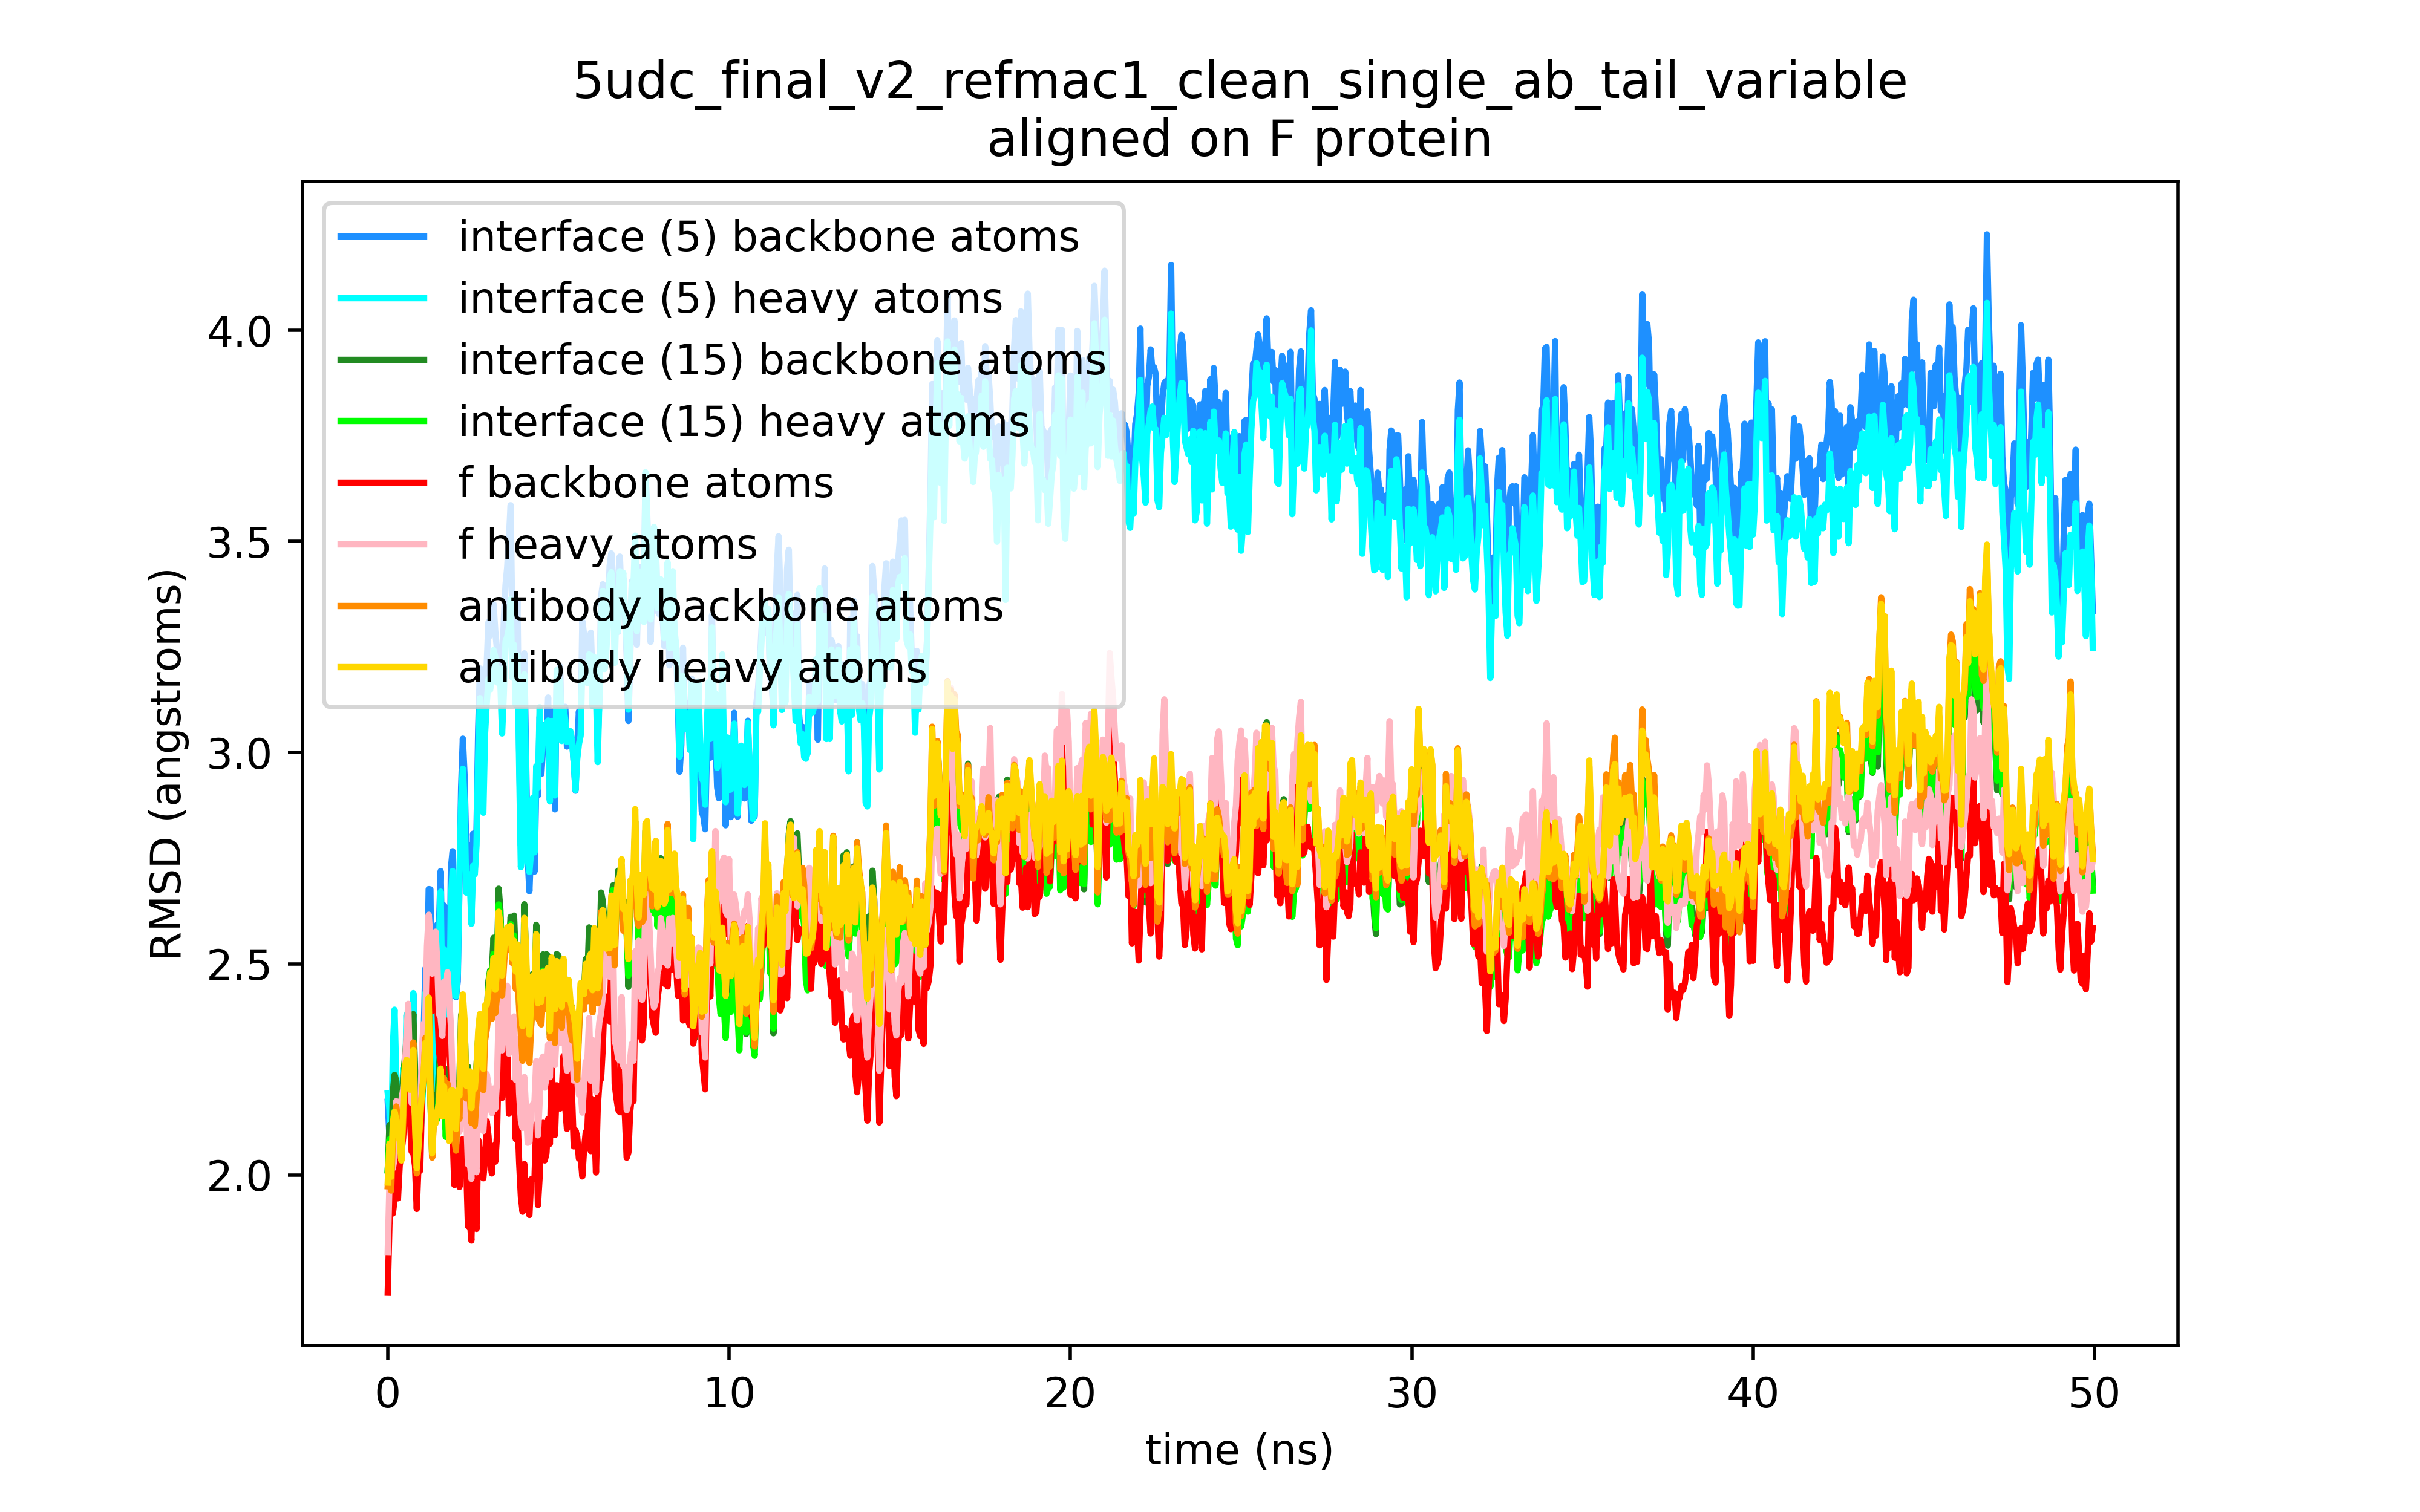 5udc_final_v2_refmac1_clean_single_ab_tail_variable
aligned on F protein
interface (5) backbone atoms
interface (5) heavy atoms
interface (15) backbone atoms
interface (15) heavy atoms
f backbone atoms
f heavy atoms
antibody backbone atoms
antibody heavy atoms
RMSD (angstroms)
4.0
3.5
3.0
2.5
2.0
0 10 20 30 40 50
time (ns)